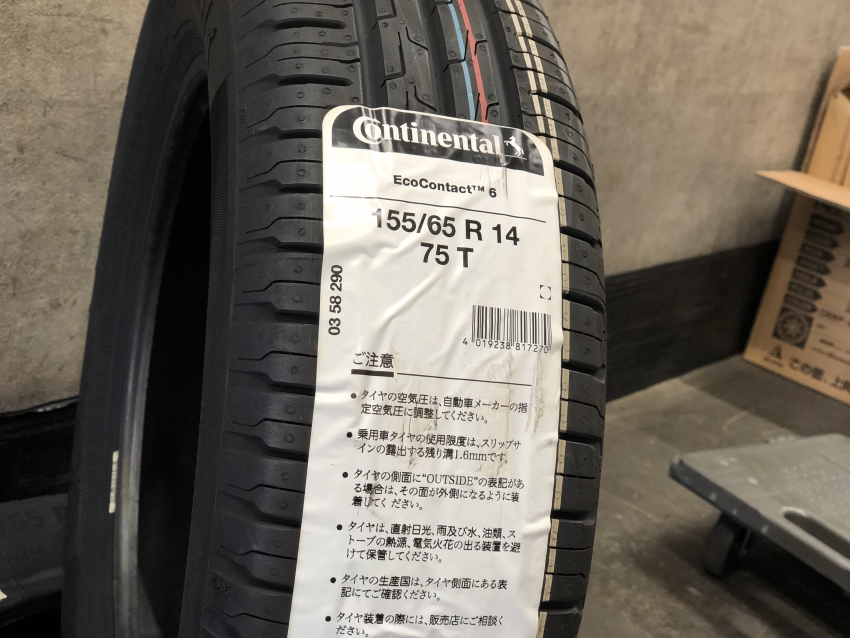 Continental
EcoContact™ 6
155/65 R 14
75 T
03 58 290
4 019238 817270
ご注意
● タイヤの空気圧は、自動車メーカーの指
定空気圧に調整してください。
● 乗用車タイヤの使用限度は、スリップサ
インの露出する残り溝1.6mmです。
● タイヤの側面に“OUTSIDE”の表記があ
る場合は、その面が外側になるように装
着してください。
● タイヤは、直射日光、雨及び水、油類、ス
トーブの熱源、電気火花の出る装置を避
けて保管してください。
● タイヤの生産国は、タイヤ側面にある表
記にてご確認ください。
● タイヤ装着の際には、販売店にご相談く
ださい。
この面、上